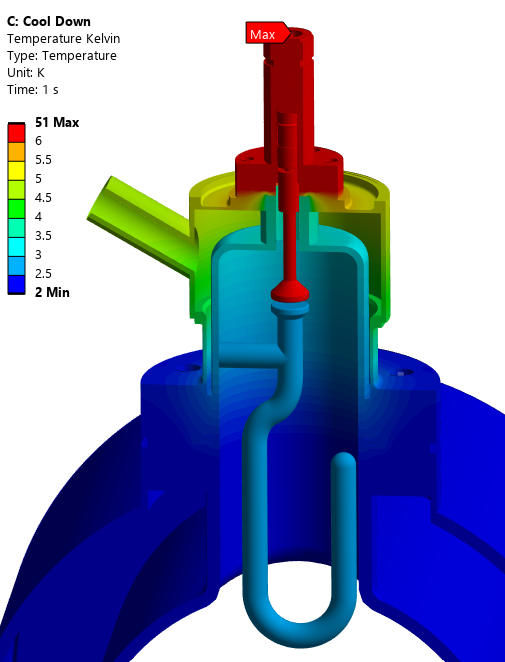 C: Cool Down
Temperature Kelvin
Type: Temperature
Unit: K
Time: 1 s
Max
51 Max
6
5.5
5
4.5
4
3.5
3
2.5
2 Min